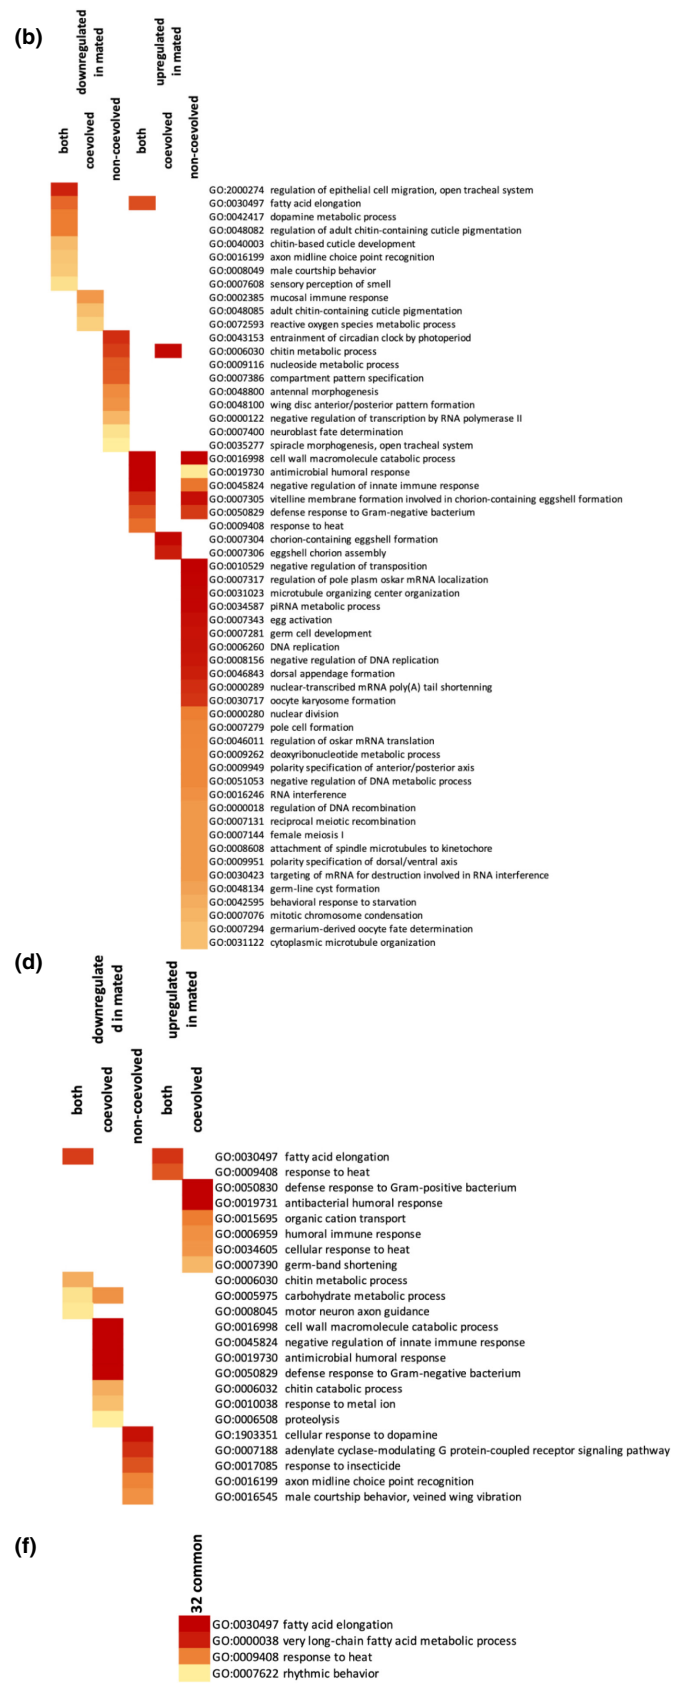 (b)
downregulated
in mated
upregulated
in mated
both
coevolved
non-coevolved
both
coevolved
non-coevolved
GO:2000274 regulation of epithelial cell migration, open tracheal system
GO:0030497 fatty acid elongation
GO:0042417 dopamine metabolic process
GO:0048082 regulation of adult chitin-containing cuticle pigmentation
GO:0040003 chitin-based cuticle development
GO:0016199 axon midline choice point recognition
GO:0008049 male courtship behavior
GO:0007608 sensory perception of smell
GO:0002385 mucosal immune response
GO:0048085 adult chitin-containing cuticle pigmentation
GO:0072593 reactive oxygen species metabolic process
GO:0043153 entrainment of circadian clock by photoperiod
GO:0006030 chitin metabolic process
GO:0009116 nucleoside metabolic process
GO:0007386 compartment pattern specification
GO:0048800 antennal morphogenesis
GO:0048100 wing disc anterior/posterior pattern formation
GO:0000122 negative regulation of transcription by RNA polymerase II
GO:0007400 neuroblast fate determination
GO:0035277 spiracle morphogenesis, open tracheal system
GO:0016998 cell wall macromolecule catabolic process
GO:0019730 antimicrobial humoral response
GO:0045824 negative regulation of innate immune response
GO:0007305 vitelline membrane formation involved in chorion-containing eggshell formation
GO:0050829 defense response to Gram-negative bacterium
GO:0009408 response to heat
GO:0007304 chorion-containing eggshell formation
GO:0007306 eggshell chorion assembly
GO:0010529 negative regulation of transposition
GO:0007317 regulation of pole plasm oskar mRNA localization
GO:0031023 microtubule organizing center organization
GO:0034587 piRNA metabolic process
GO:0007343 egg activation
GO:0007281 germ cell development
GO:0006260 DNA replication
GO:0008156 negative regulation of DNA replication
GO:0046843 dorsal appendage formation
GO:0000289 nuclear-transcribed mRNA poly(A) tail shortenning
GO:0030717 oocyte karyosome formation
GO:0000280 nuclear division
GO:0007279 pole cell formation
GO:0046011 regulation of oskar mRNA translation
GO:0009262 deoxyribonucleotide metabolic process
GO:0009949 polarity specification of anterior/posterior axis
GO:0051053 negative regulation of DNA metabolic process
GO:0016246 RNA interference
GO:0000018 regulation of DNA recombination
GO:0007131 reciprocal meiotic recombination
GO:0007144 female meiosis I
GO:0008608 attachment of spindle microtubules to kinetochore
GO:0009951 polarity specification of dorsal/ventral axis
GO:0030423 targeting of mRNA for destruction involved in RNA interference
GO:0048134 germ-line cyst formation
GO:0042595 behavioral response to starvation
GO:0007076 mitotic chromosome condensation
GO:0007294 germarium-derived oocyte fate determination
GO:0031122 cytoplasmic microtubule organization
(d)
downregulate
d in mated
upregulated
in mated
both
coevolved
non-coevolved
both
coevolved
GO:0030497 fatty acid elongation
GO:0009408 response to heat
GO:0050830 defense response to Gram-positive bacterium
GO:0019731 antibacterial humoral response
GO:0015695 organic cation transport
GO:0006959 humoral immune response
GO:0034605 cellular response to heat
GO:0007390 germ-band shortening
GO:0006030 chitin metabolic process
GO:0005975 carbohydrate metabolic process
GO:0008045 motor neuron axon guidance
GO:0016998 cell wall macromolecule catabolic process
GO:0045824 negative regulation of innate immune response
GO:0019730 antimicrobial humoral response
GO:0050829 defense response to Gram-negative bacterium
GO:0006032 chitin catabolic process
GO:0010038 response to metal ion
GO:0006508 proteolysis
GO:1903351 cellular response to dopamine
GO:0007188 adenylate cyclase-modulating G protein-coupled receptor signaling pathway
GO:0017085 response to insecticide
GO:0016199 axon midline choice point recognition
GO:0016545 male courtship behavior, veined wing vibration
(f)
32 common
GO:0030497 fatty acid elongation
GO:0000038 very long-chain fatty acid metabolic process
GO:0009408 response to heat
GO:0007622 rhythmic behavior